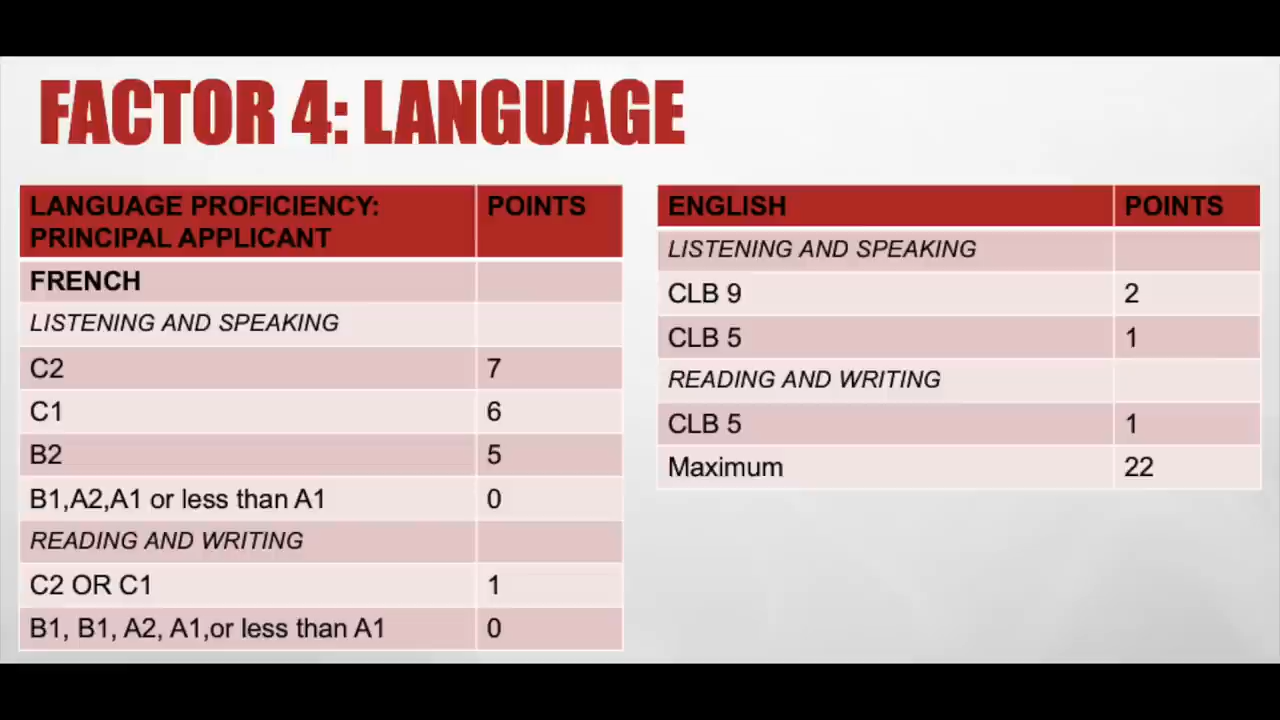 FACTOR 4: LANGUAGE
LANGUAGE PROFICIENCY: POINTS
PRINCIPAL APPLICANT
FRENCH
LISTENING AND SPEAKING
C2 7
C1 6
B2 5
B1,A2,A1 or less than A1 0
READING AND WRITING
C2 OR C1 1
B1, B1, A2, A1,or less than A1 0
ENGLISH POINTS
LISTENING AND SPEAKING
CLB 9 2
CLB 5 1
READING AND WRITING
CLB 5 1
Maximum 22